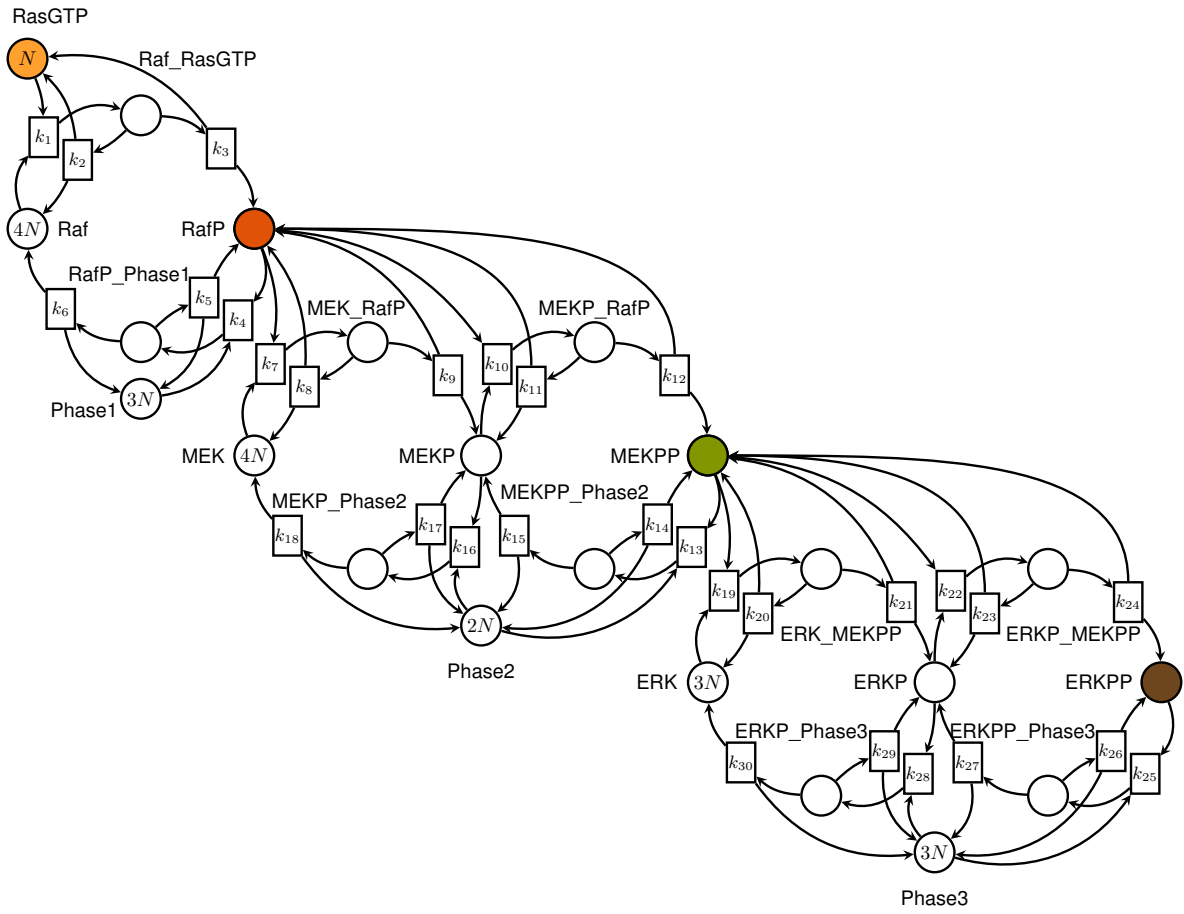 RasGTP
N
Raf_RasGTP
k1
k2
k3
4N
Raf
RafP
RafP_Phase1
k5
k6
k4
MEK_RafP
MEKP_RafP
k7
k8
k9
k10
k11
k12
3N
Phase1
MEK
4N
MEKP
MEKPP
MEKP_Phase2
MEKPP_Phase2
k17
k14
k18
k16
k15
k13
k19
k20
k21
k22
k23
k24
2N
Phase2
ERK_MEKPP
ERKP_MEKPP
ERK
3N
ERKP
ERKPP
ERKP_Phase3
ERKPP_Phase3
k29
k26
k30
k28
k27
k25
3N
Phase3